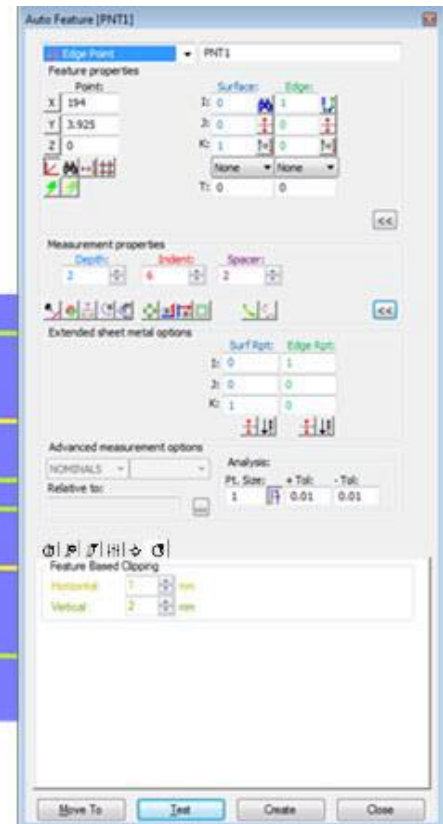 Auto Feature [PNT1]
Edge Point PNT1
Feature properties
Point: Surface: Edge:
X 194 I: 0 1
Y 3.925 J: 0 0
Z 0 K: 1 0
None None
T: 0 0
<<
Measurement properties
Depth: Indent: Spacer:
2 6 2
<<
Extended sheet metal options
Surf Rpt: Edge Rpt:
I: 0 1
J: 0 0
K: 1 0
Advanced measurement options
NOMINALS Analysis:
Relative to: Pt. Size: + Tol: - Tol:
1 0.01 0.01
Feature Based Clipping
Horizontal: 1 mm
Vertical: 2 mm
Move To Test Create Close